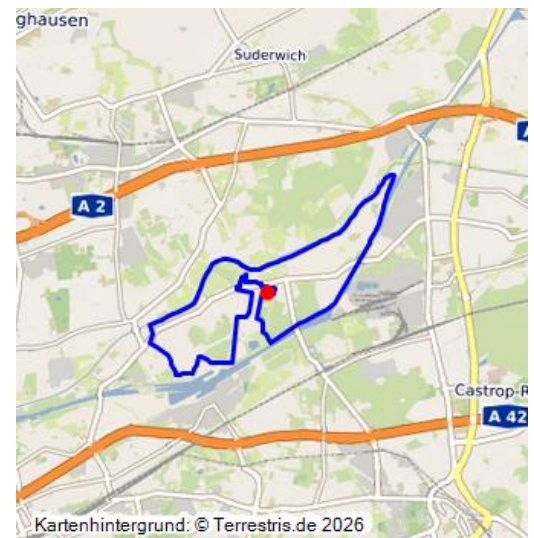 ghausen
Suderwich
A 2
A
Castrop-R
A 42
Kartenhintergrund: © Terrestris.de 2026